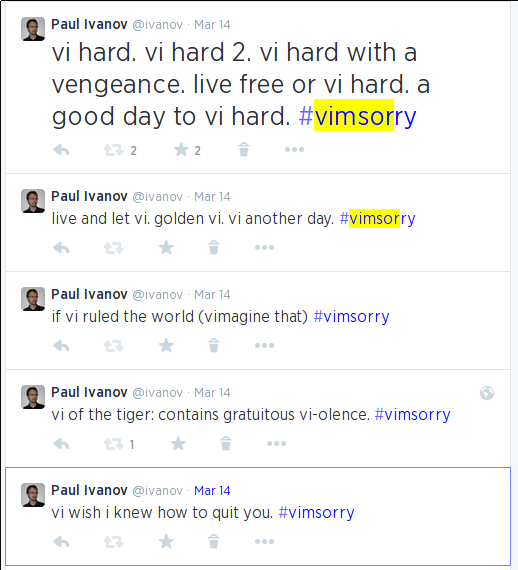 Paul Ivanov @ivanov · Mar 14
vi hard. vi hard 2. vi hard with a
vengeance. live free or vi hard. a
good day to vi hard. #vimsorry
2 2
Paul Ivanov @ivanov · Mar 14
live and let vi. golden vi. vi another day. #vimsorry
Paul Ivanov @ivanov · Mar 14
if vi ruled the world (vimagine that) #vimsorry
Paul Ivanov @ivanov · Mar 14
vi of the tiger: contains gratuitous vi-olence. #vimsorry
1
Paul Ivanov @ivanov · Mar 14
vi wish i knew how to quit you. #vimsorry